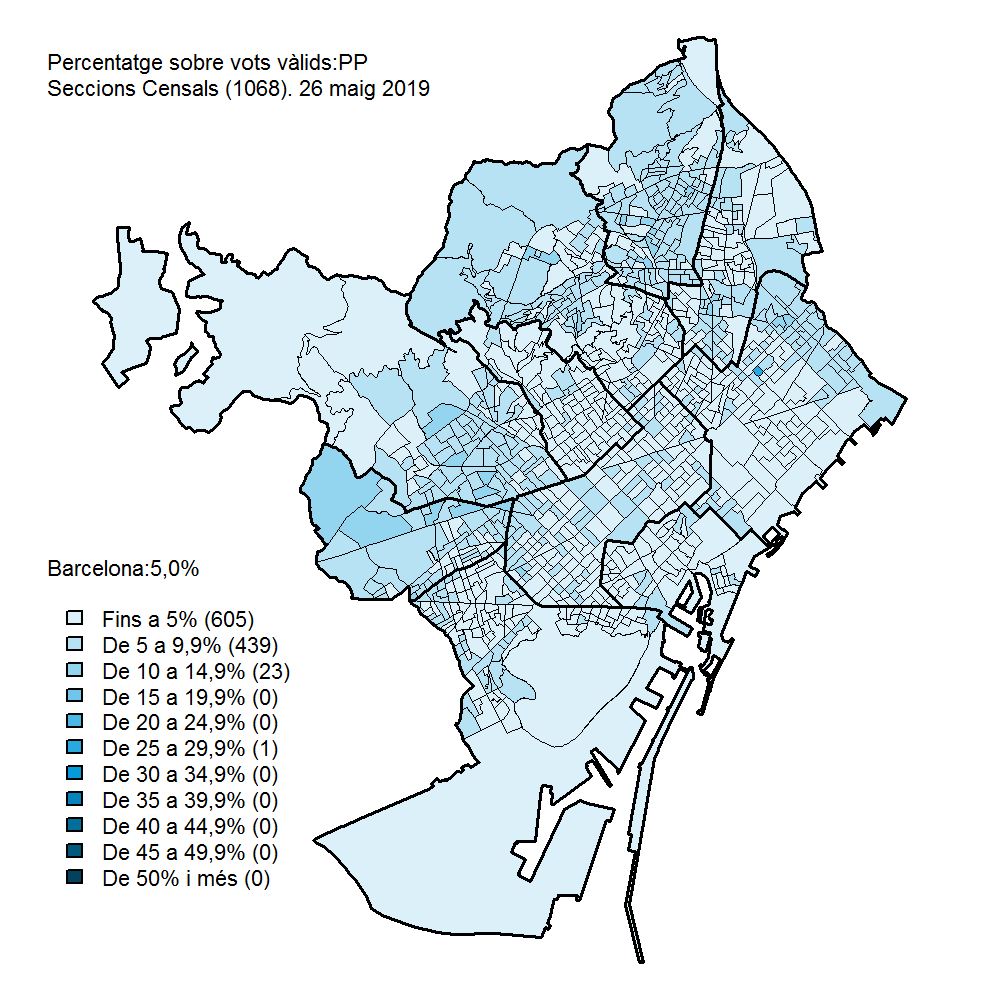 Percentatge sobre vots vàlids:PP
Seccions Censals (1068). 26 maig 2019
Barcelona:5,0%
Fins a 5% (605)
De 5 a 9,9% (439)
De 10 a 14,9% (23)
De 15 a 19,9% (0)
De 20 a 24,9% (0)
De 25 a 29,9% (1)
De 30 a 34,9% (0)
De 35 a 39,9% (0)
De 40 a 44,9% (0)
De 45 a 49,9% (0)
De 50% i més (0)